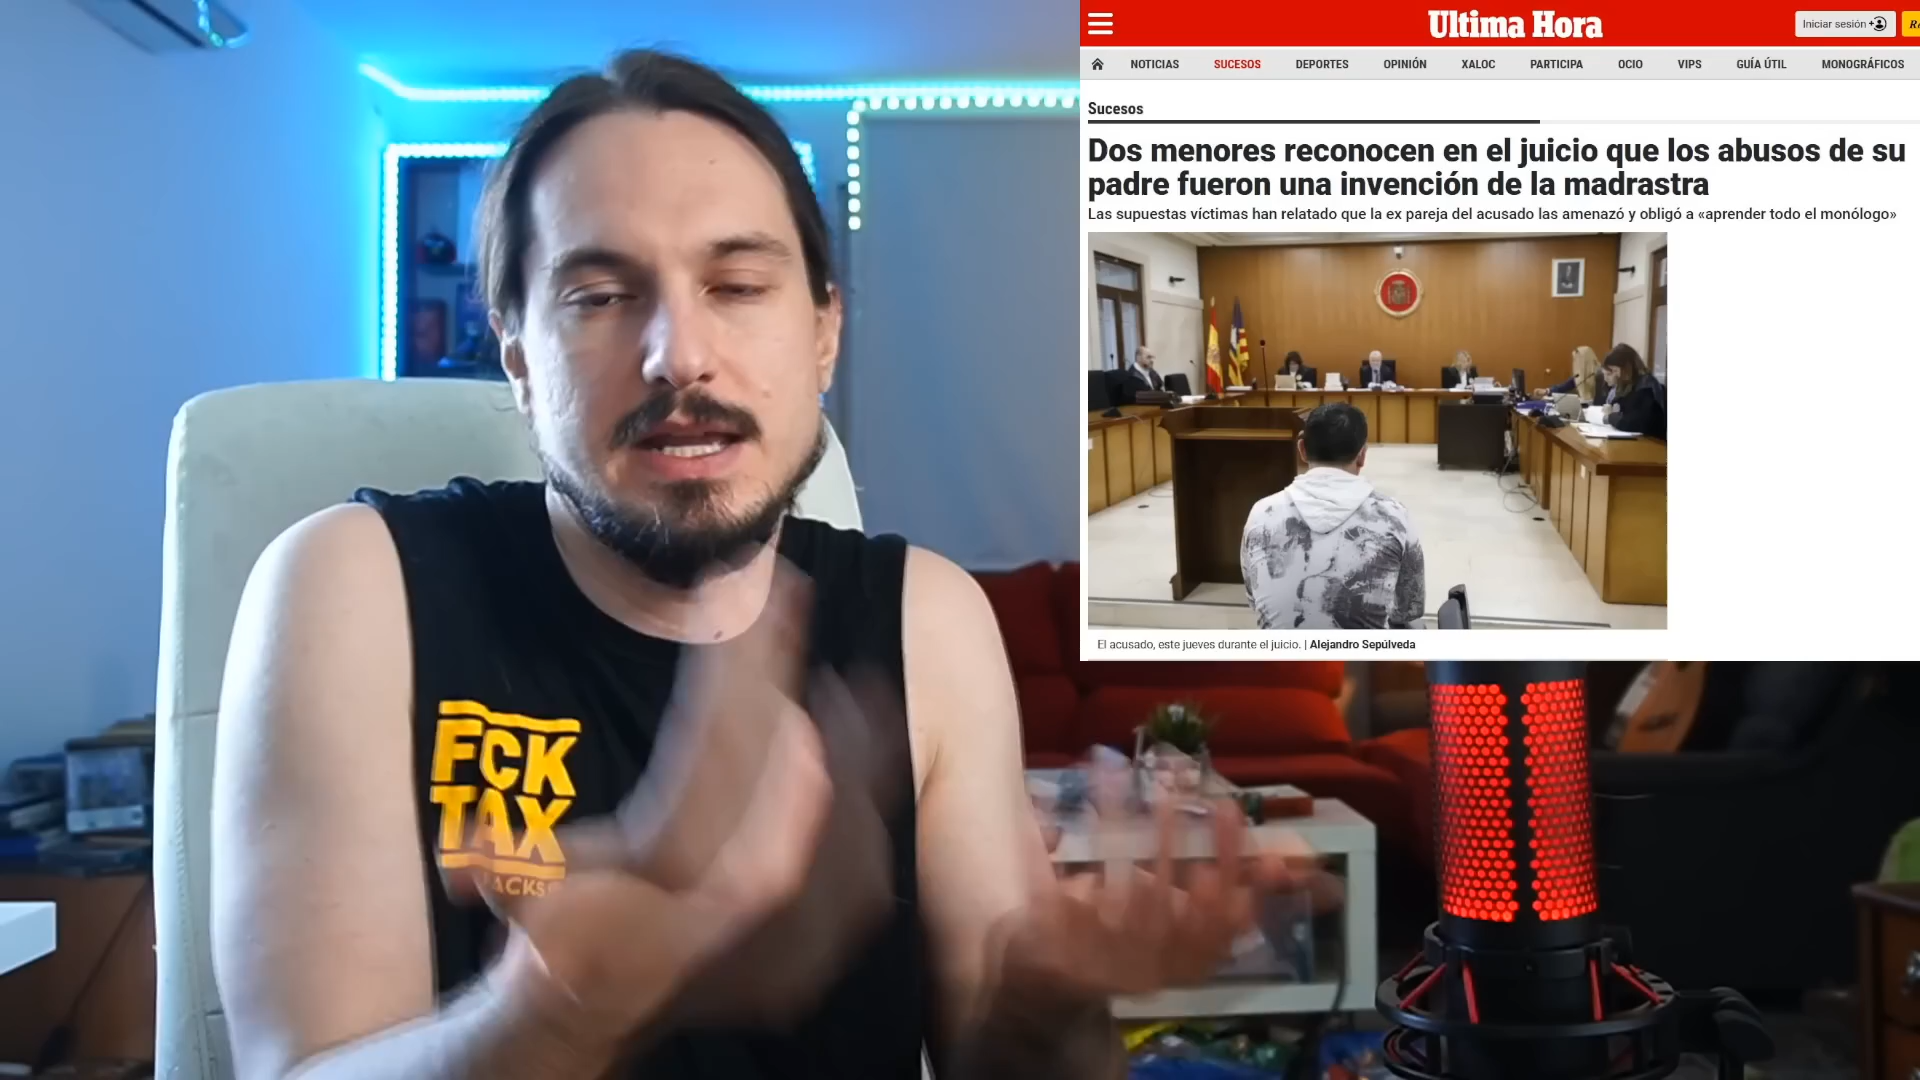 Ultima Hora
Iniciar sesión
NOTICIAS SUCESOS DEPORTES OPINIÓN XALOC PARTICIPA OCIO VIPS GUÍA ÚTIL MONOGRÁFICOS
Sucesos
Dos menores reconocen en el juicio que los abusos de su
padre fueron una invención de la madrastra
Las supuestas víctimas han relatado que la ex pareja del acusado las amenazó y obligó a «aprender todo el monólogo»
El acusado, este jueves durante el juicio. | Alejandro Sepúlveda
FCK
TAX